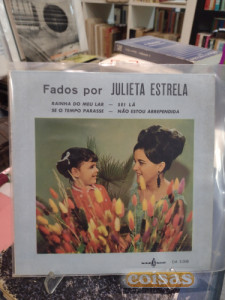 Fados por JULIETA ESTRELA
RAINHA DO MEU LAR — SEI LÁ
SE O TEMPO PARASSE — NÃO ESTOU ARREPENDIDA
coisas